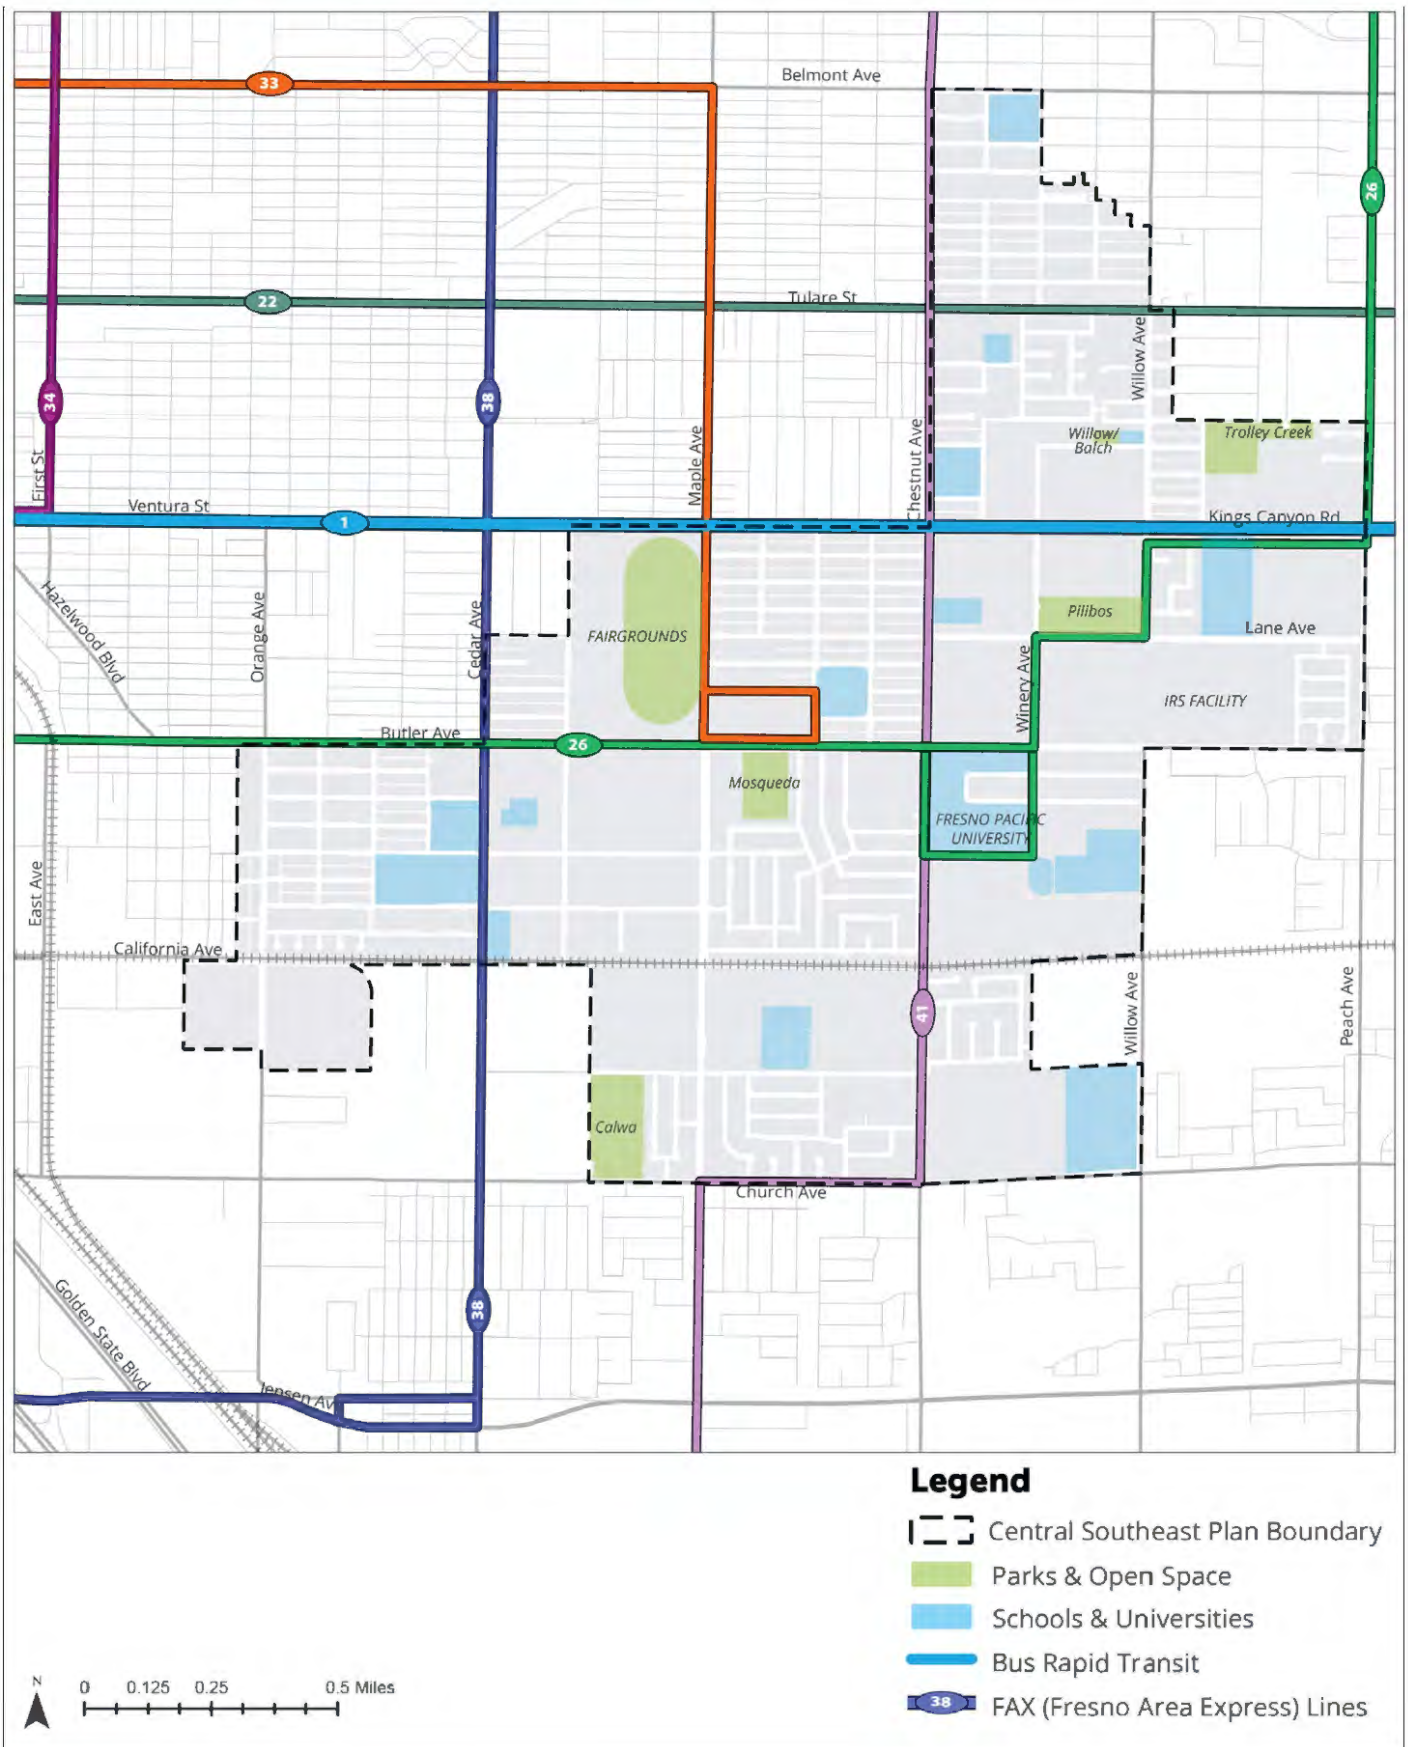 Belmont Ave
33
26
Tulare St
22
Willow Ave
34
38
Willow/
Balch
Trolley Creek
First St
Maple Ave
Chestnut Ave
Ventura St
1
Kings Canyon Rd
Hazelwood Blvd
Orange Ave
Cedar Ave
FAIRGROUNDS
Pilibos
Lane Ave
Winery Ave
IRS FACILITY
Butler Ave
26
Mosqueda
FRESNO PACIFIC
UNIVERSITY
East Ave
California Ave
41
Willow Ave
Peach Ave
Calwa
Church Ave
Golden State Blvd
38
Jensen Av
Legend
Central Southeast Plan Boundary
Parks & Open Space
Schools & Universities
Bus Rapid Transit
38
FAX (Fresno Area Express) Lines
N
0 0.125 0.25 0.5 Miles